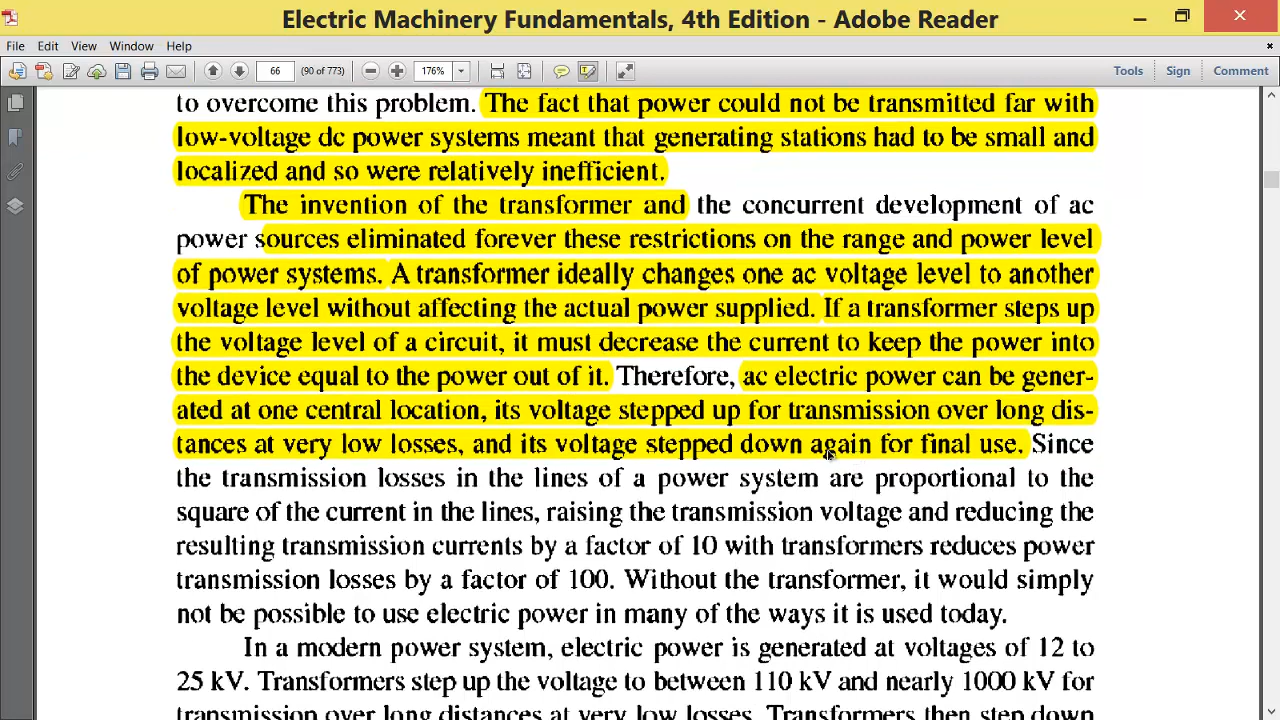 Electric Machinery Fundamentals, 4th Edition - Adobe Reader
File Edit View Window Help
66 (90 of 773) 176% Tools Sign Comment
to overcome this problem. The fact that power could not be transmitted far with
low-voltage dc power systems meant that generating stations had to be small and
localized and so were relatively inefficient.
The invention of the transformer and the concurrent development of ac
power sources eliminated forever these restrictions on the range and power level
of power systems. A transformer ideally changes one ac voltage level to another
voltage level without affecting the actual power supplied. If a transformer steps up
the voltage level of a circuit, it must decrease the current to keep the power into
the device equal to the power out of it. Therefore, ac electric power can be gener-
ated at one central location, its voltage stepped up for transmission over long dis-
tances at very low losses, and its voltage stepped down again for final use. Since
the transmission losses in the lines of a power system are proportional to the
square of the current in the lines, raising the transmission voltage and reducing the
resulting transmission currents by a factor of 10 with transformers reduces power
transmission losses by a factor of 100. Without the transformer, it would simply
not be possible to use electric power in many of the ways it is used today.
In a modern power system, electric power is generated at voltages of 12 to
25 kV. Transformers step up the voltage to between 110 kV and nearly 1000 kV for
transmission over long distances at very low losses. Transformers then step down